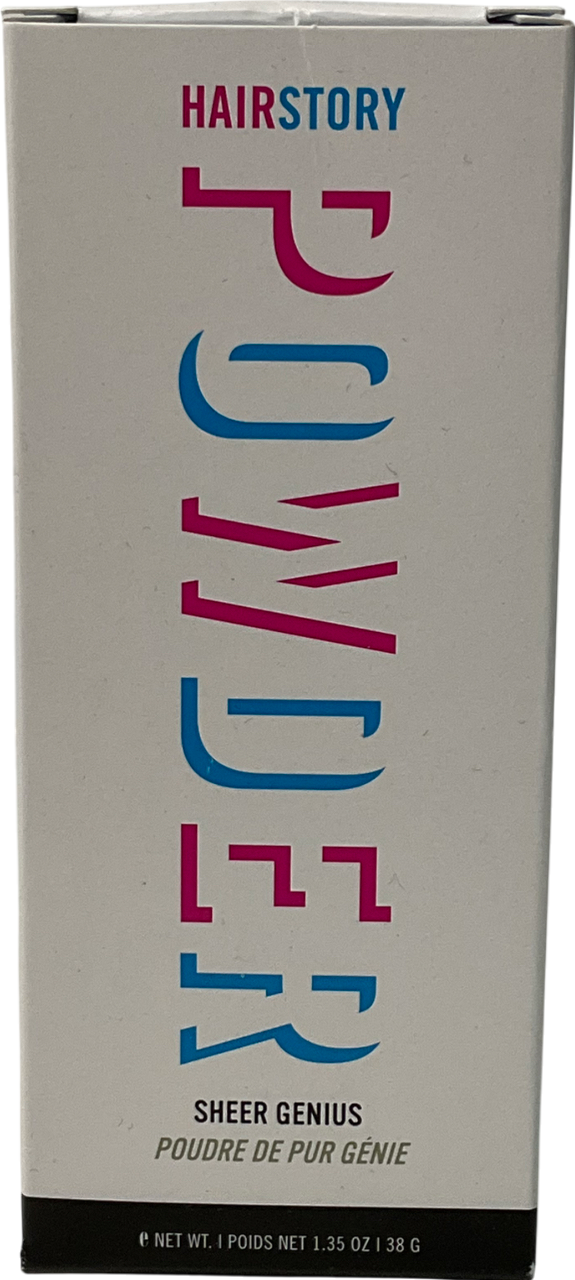 HAIRSTORY
POWDER
SHEER GENIUS
POUDRE DE PUR GÉNIE
℮ NET WT. | POIDS NET 1.35 OZ | 38 G